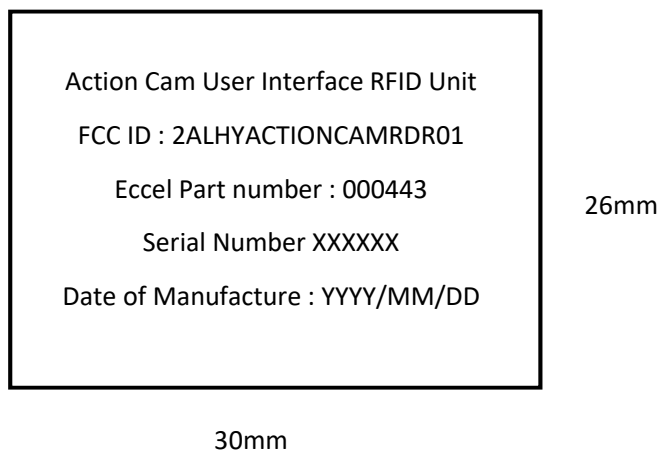 Action Cam User Interface RFID Unit
FCC ID : 2ALHYACTIONCAMRDR01
Eccel Part number : 000443
Serial Number XXXXXX
Date of Manufacture : YYYY/MM/DD
26mm
30mm